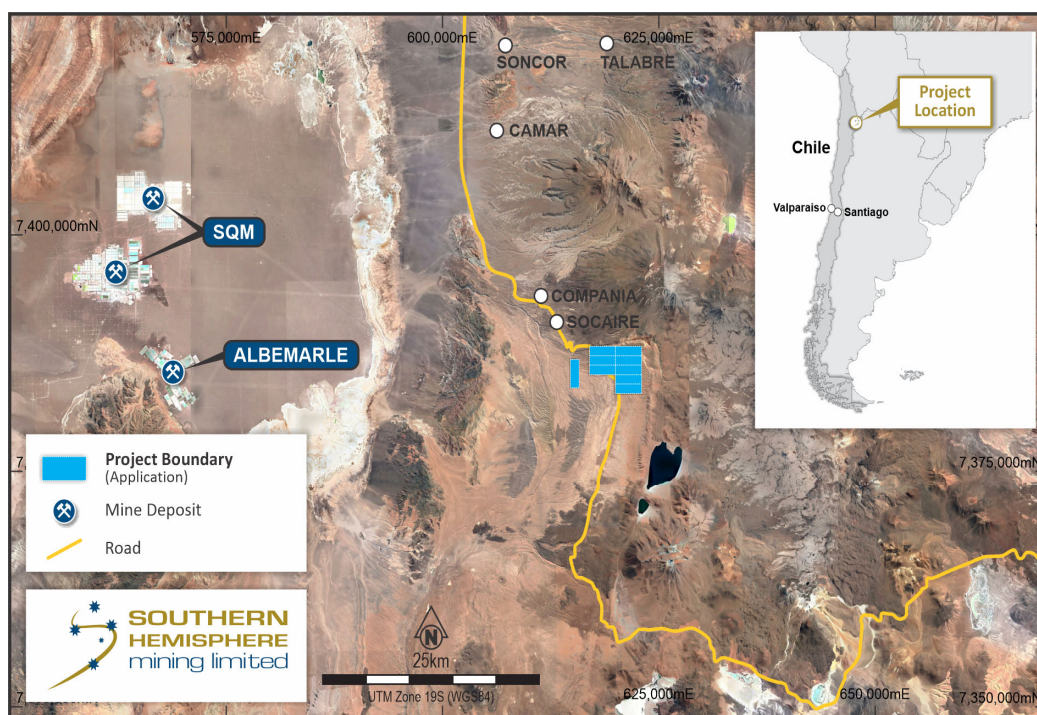 575,000mE
600,000mE
625,000mE
SONCOR
TALABRE
CAMAR
7,400,000mN
SQM
COMPANIA
SOCAIRE
ALBEMARLE
Project
Location
Chile
Valparaiso
Santiago
7,375,000mN
Project Boundary
(Application)
Mine Deposit
Road
SOUTHERN
HEMISPHERE
mining limited
N
25km
UTM Zone 19S (WGS84)
625,000mE
650,000mE
7,350,000mN